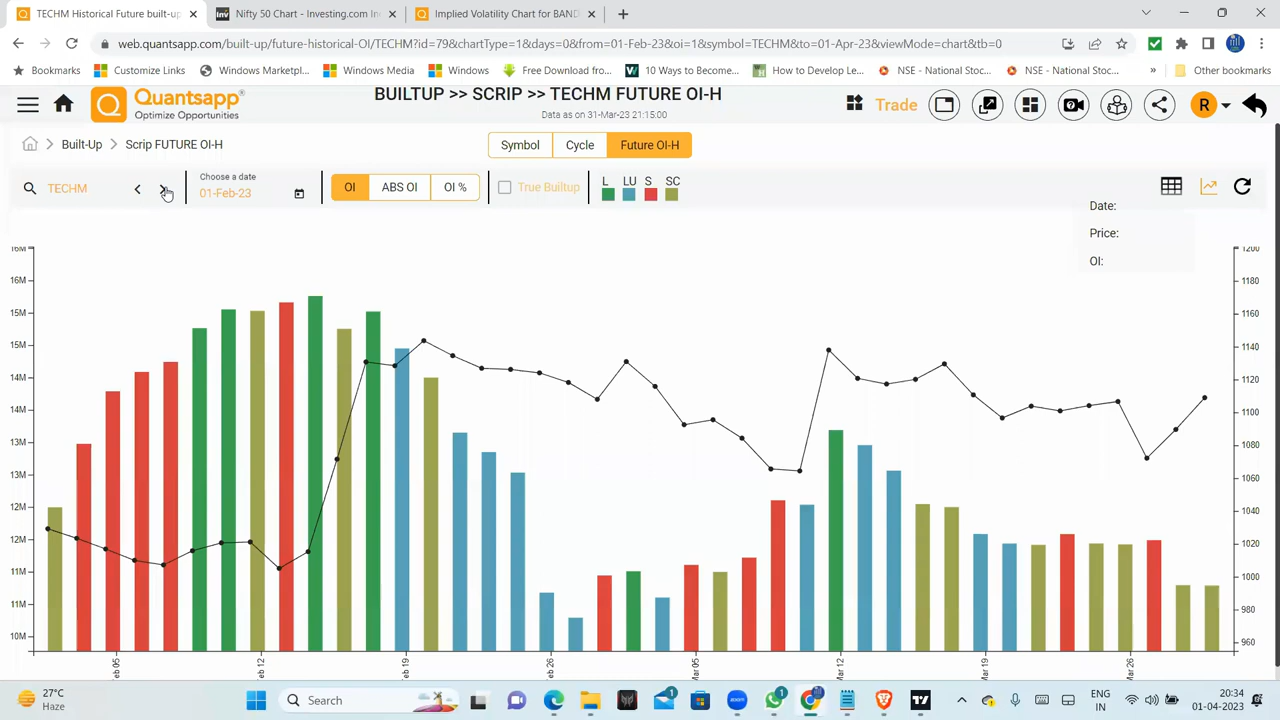 TECHM Historical Future built-up
Nifty 50 Chart - Investing.com In
Implied Volatility Chart for BAND
web.quantsapp.com/built-up/future-historical-OI/TECHM?id=79&chartType=1&days=0&from=01-Feb-23&oi=1&symbol=TECHM&to=01-Apr-23&viewMode=chart&tb=0
Bookmarks
Customize Links
Windows Marketpl...
Windows Media
Windows
Free Download fro...
10 Ways to Become...
How to Develop Le...
NSE - National Stoc...
NSE - National Stoc...
»
Other bookmarks
Quantsapp
Optimize Opportunities
BUILTUP >> SCRIP >> TECHM FUTURE OI-H
Data as on 31-Mar-23 21:15:00
Trade
R
Built-Up
Scrip FUTURE OI-H
Symbol
Cycle
Future OI-H
TECHM
Choose a date
01-Feb-23
OI
ABS OI
OI %
True Builtup
L LU S SC
Date:
Price:
OI:
16M
16M
15M
15M
14M
14M
13M
13M
12M
12M
11M
11M
10M
1200
1180
1160
1140
1120
1100
1080
1060
1040
1020
1000
980
960
Feb 12
Feb 19
Feb 26
Mar 05
Mar 12
Mar 19
Mar 26
27°C
Haze
Search
1
1
ENG
IN
20:34
01-04-2023